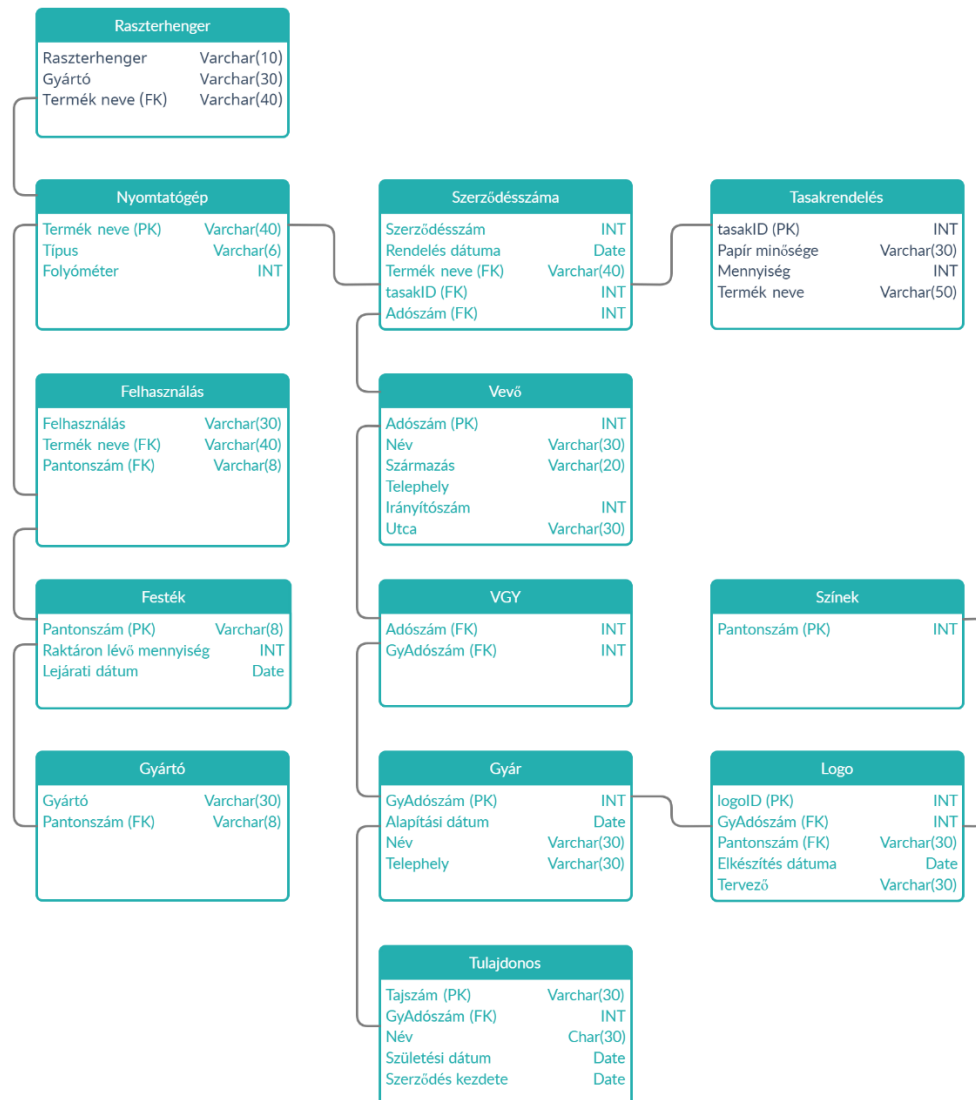 Raszterhenger
Raszterhenger Varchar(10)
Gyártó Varchar(30)
Termék neve (FK) Varchar(40)
Nyomtatógép
Termék neve (PK) Varchar(40)
Típus Varchar(6)
Folyóméter INT
Szerződésszáma
Szerződésszám INT
Rendelés dátuma Date
Termék neve (FK) Varchar(40)
tasakID (FK) INT
Adószám (FK) INT
Tasakrendelés
tasakID (PK) INT
Papír minősége Varchar(30)
Mennyiség INT
Termék neve Varchar(50)
Felhasználás
Felhasználás Varchar(30)
Termék neve (FK) Varchar(40)
Pantonszám (FK) Varchar(8)
Vevő
Adószám (PK) INT
Név Varchar(30)
Származás Varchar(20)
Telephely
Irányítószám INT
Utca Varchar(30)
Festék
Pantonszám (PK) Varchar(8)
Raktáron lévő mennyiség INT
Lejárati dátum Date
VGY
Adószám (FK) INT
GyAdószám (FK) INT
Színek
Pantonszám (PK) INT
Gyártó
Gyártó Varchar(30)
Pantonszám (FK) Varchar(8)
Gyár
GyAdószám (PK) INT
Alapítási dátum Date
Név Varchar(30)
Telephely Varchar(30)
Logo
logoID (PK) INT
GyAdószám (FK) INT
Pantonszám (FK) Varchar(30)
Elkészítés dátuma Date
Tervező Varchar(30)
Tulajdonos
Tajszám (PK) Varchar(30)
GyAdószám (FK) INT
Név Char(30)
Születési dátum Date
Szerződés kezdete Date